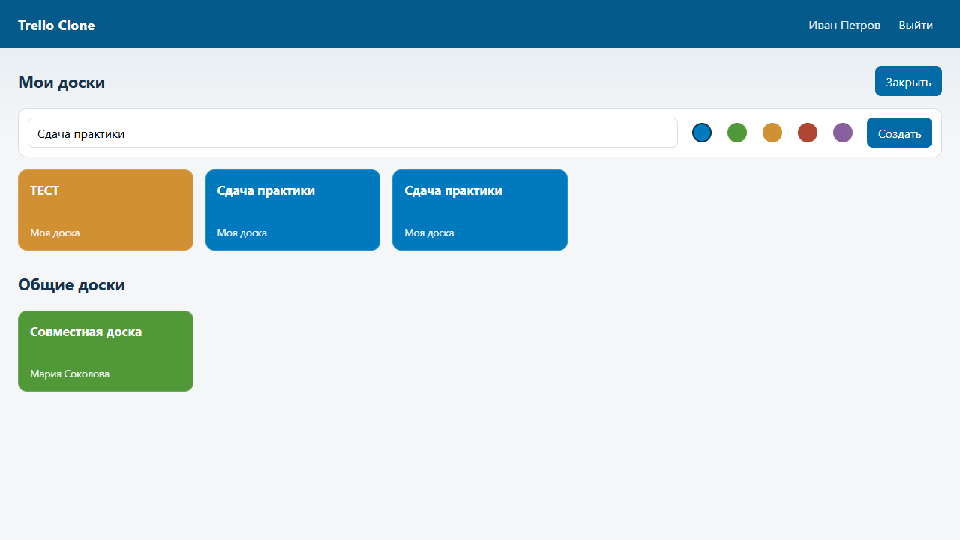 Trello Clone
Иван Петров
Выйти
Мои доски
Закрыть
Сдача практики
Создать
ТЕСТ
Моя доска
Сдача практики
Моя доска
Сдача практики
Моя доска
Общие доски
Совместная доска
Мария Соколова